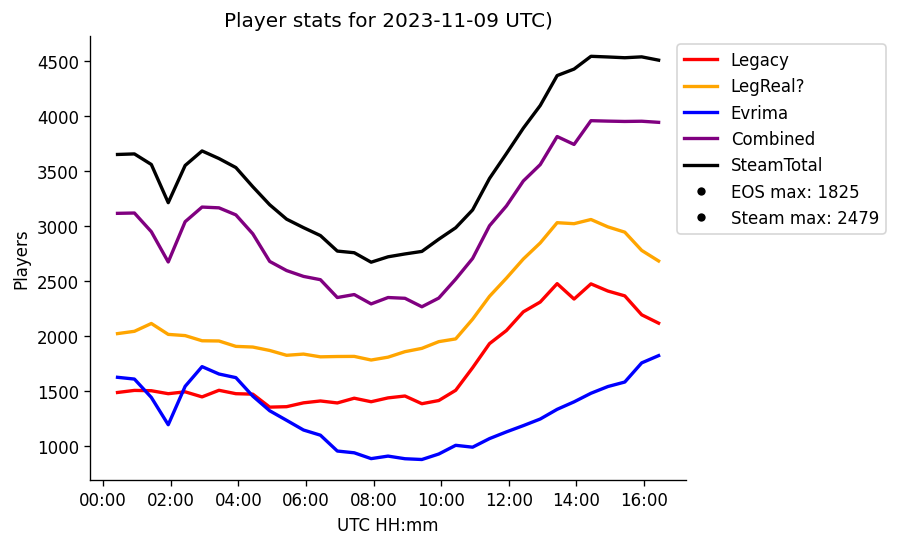 Player stats for 2023-11-09 UTC)
Players
4500
4000
3500
3000
2500
2000
1500
1000
00:00 02:00 04:00 06:00 08:00 10:00 12:00 14:00 16:00
UTC HH:mm
Legacy
LegReal?
Evrima
Combined
SteamTotal
EOS max: 1825
Steam max: 2479